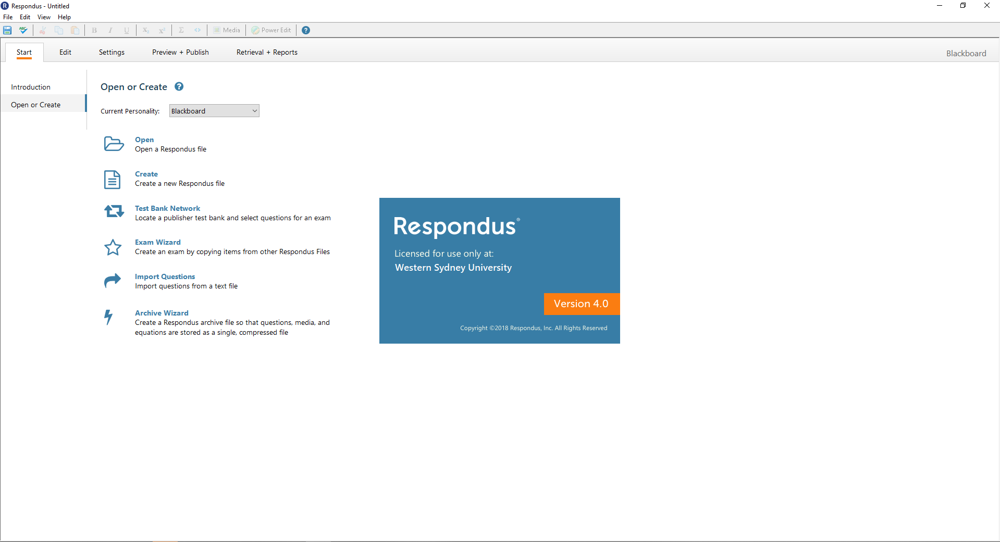 Respondus - Untitled
File Edit View Help
ABC B I U X₂ X² Σ <> Media Power Edit ?
Start Edit Settings Preview + Publish Retrieval + Reports Blackboard
Introduction
Open or Create
Open or Create ?
Current Personality: Blackboard
Open
Open a Respondus file
Create
Create a new Respondus file
Test Bank Network
Locate a publisher test bank and select questions for an exam
Exam Wizard
Create an exam by copying items from other Respondus Files
Import Questions
Import questions from a text file
Archive Wizard
Create a Respondus archive file so that questions, media, and
equations are stored as a single, compressed file
Respondus®
Licensed for use only at:
Western Sydney University
Version 4.0
Copyright ©2018 Respondus, Inc. All Rights Reserved